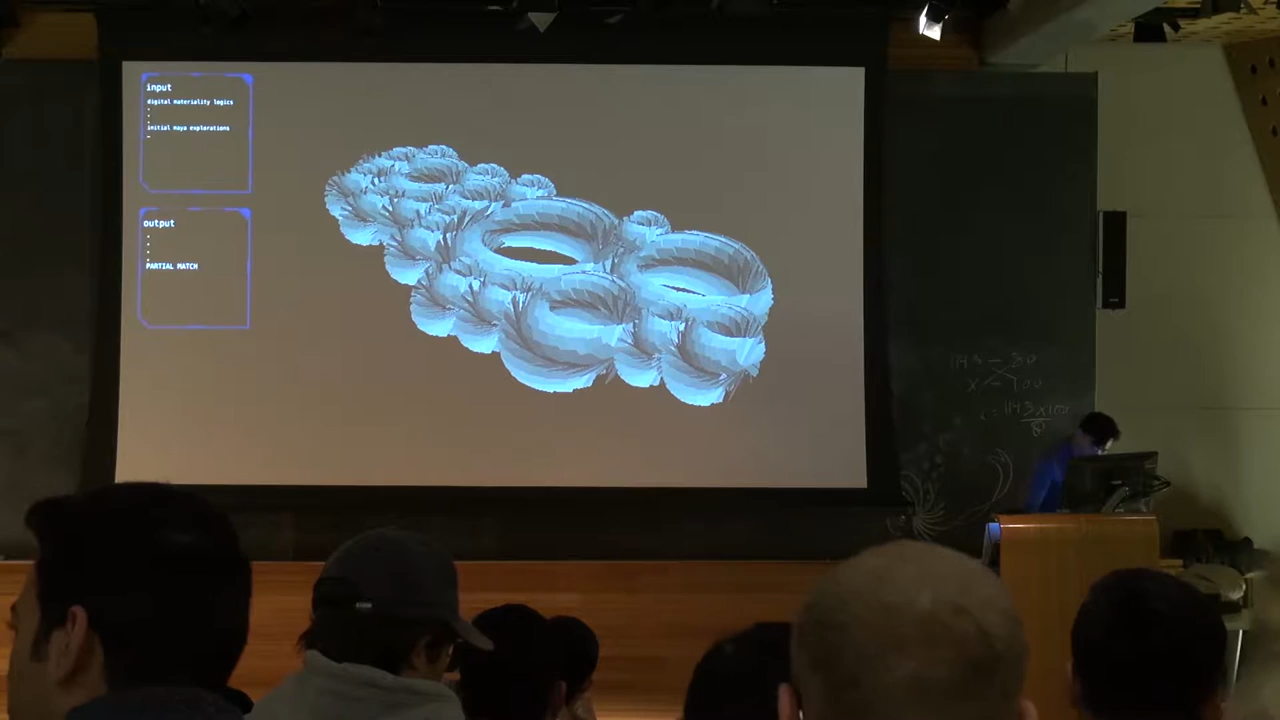 input
digital materiality logics
initial maya explorations
output
PARTIAL MATCH